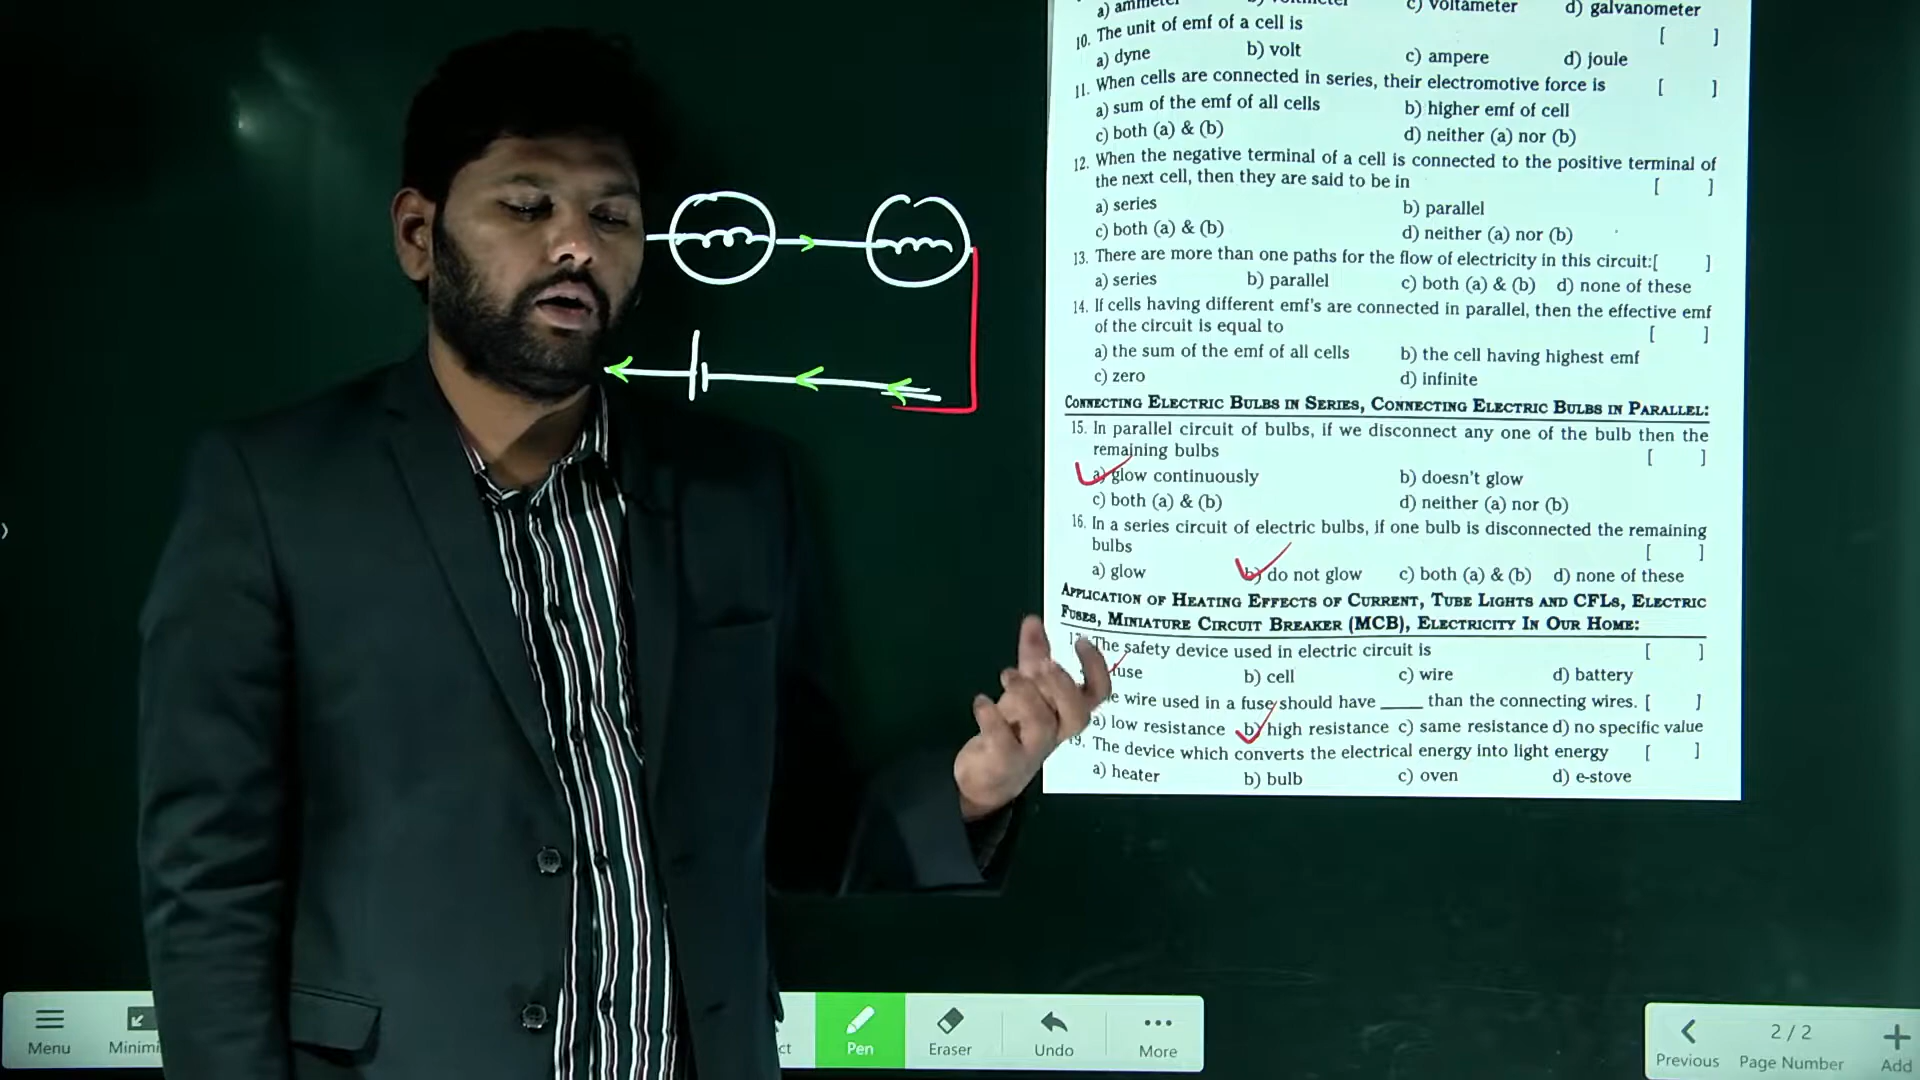 a) ammeter b) voltmeter c) voltameter d) galvanometer
10. The unit of emf of a cell is [ ]
a) dyne b) volt c) ampere d) joule
11. When cells are connected in series, their electromotive force is [ ]
a) sum of the emf of all cells b) higher emf of cell
c) both (a) & (b) d) neither (a) nor (b)
12. When the negative terminal of a cell is connected to the positive terminal of
the next cell, then they are said to be in [ ]
a) series b) parallel
c) both (a) & (b) d) neither (a) nor (b)
13. There are more than one paths for the flow of electricity in this circuit:[ ]
a) series b) parallel c) both (a) & (b) d) none of these
14. If cells having different emf's are connected in parallel, then the effective emf
of the circuit is equal to [ ]
a) the sum of the emf of all cells b) the cell having highest emf
c) zero d) infinite
CONNECTING ELECTRIC BULBS IN SERIES, CONNECTING ELECTRIC BULBS IN PARALLEL:
15. In parallel circuit of bulbs, if we disconnect any one of the bulb then the
remaining bulbs [ ]
a) glow continuously b) doesn't glow
c) both (a) & (b) d) neither (a) nor (b)
16. In a series circuit of electric bulbs, if one bulb is disconnected the remaining
bulbs [ ]
a) glow b) do not glow c) both (a) & (b) d) none of these
APPLICATION OF HEATING EFFECTS OF CURRENT, TUBE LIGHTS AND CFLS, ELECTRIC
FUSES, MINIATURE CIRCUIT BREAKER (MCB), ELECTRICITY IN OUR HOME:
The safety device used in electric circuit is [ ]
fuse b) cell c) wire d) battery
wire used in a fuse should have ____ than the connecting wires. [ ]
a) low resistance b) high resistance c) same resistance d) no specific value
19. The device which converts the electrical energy into light energy [ ]
a) heater b) bulb c) oven d) e-stove
Menu Pen Eraser Undo More
Previous 2 / 2 Page Number Add